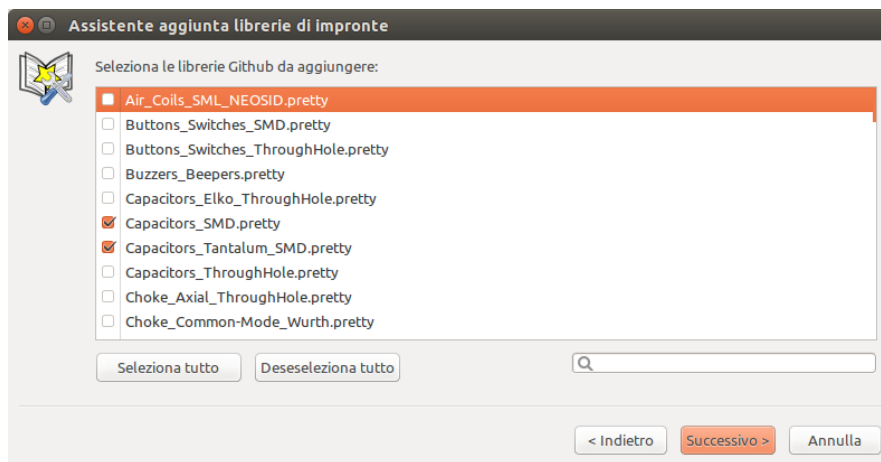 Assistente aggiunta librerie di impronte
Seleziona le librerie Github da aggiungere:
Air_Coils_SML_NEOSID.pretty
Buttons_Switches_SMD.pretty
Buttons_Switches_ThroughHole.pretty
Buzzers_Beepers.pretty
Capacitors_Elko_ThroughHole.pretty
Capacitors_SMD.pretty
Capacitors_Tantalum_SMD.pretty
Capacitors_ThroughHole.pretty
Choke_Axial_ThroughHole.pretty
Choke_Common-Mode_Wurth.pretty
Seleziona tutto Deseseleziona tutto
< Indietro Successivo > Annulla